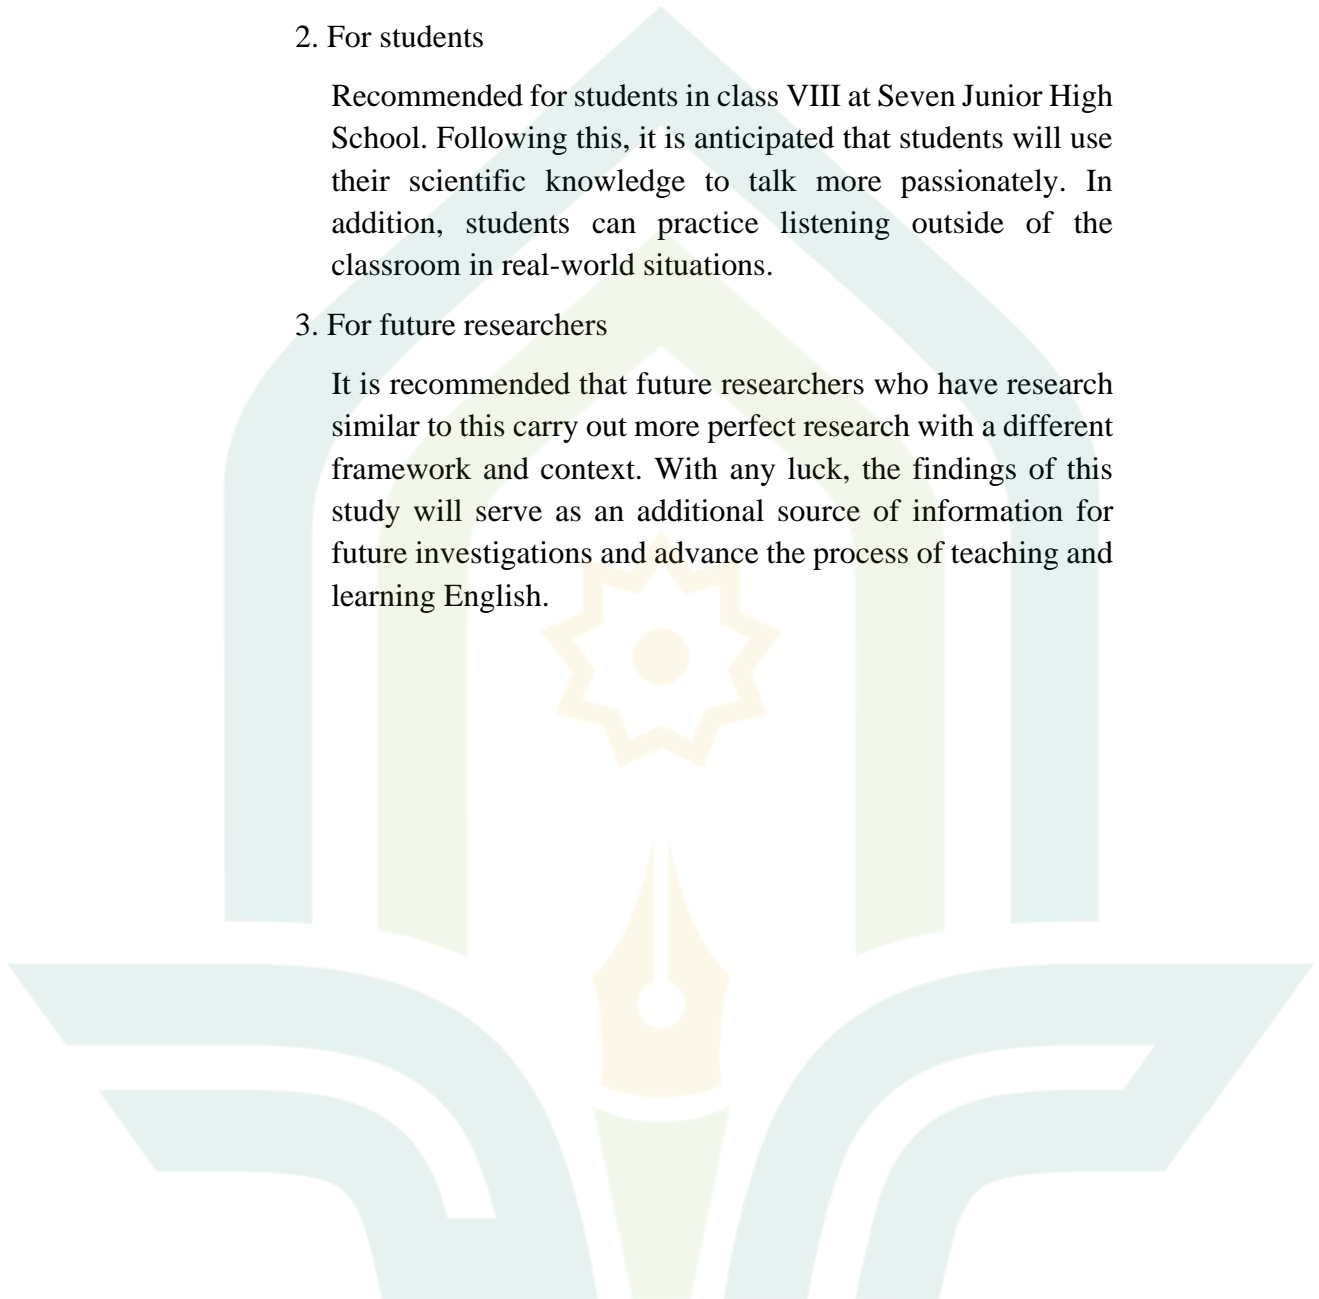 2. For students
Recommended for students in class VIII at Seven Junior High
School. Following this, it is anticipated that students will use
their scientific knowledge to talk more passionately. In
addition, students can practice listening outside of the
classroom in real-world situations.
3. For future researchers
It is recommended that future researchers who have research
similar to this carry out more perfect research with a different
framework and context. With any luck, the findings of this
study will serve as an additional source of information for
future investigations and advance the process of teaching and
learning English.